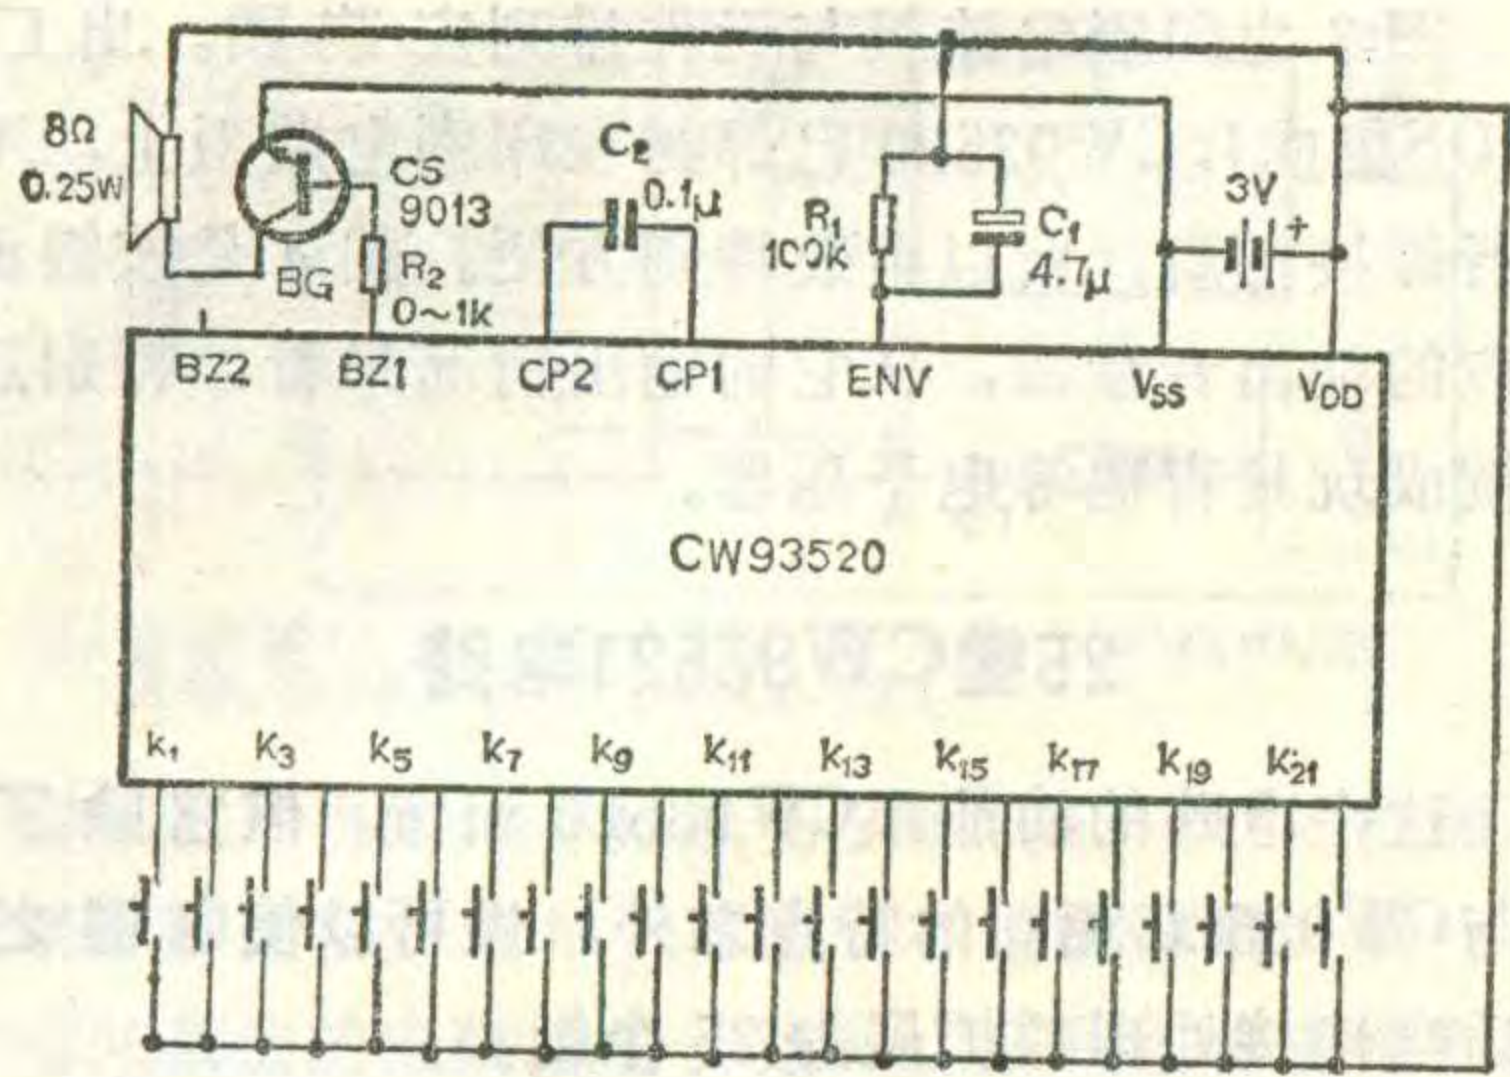 8Ω
0.25W
CS
9013
BG
R₂
0~1k
C₂
0.1μ
R₁
100k
C₁
4.7μ
3V
+
BZ2 BZ1 CP2 CP1 ENV VSS VDD
CW93520
K₁ K₃ K₅ K₇ K₉ K₁₁ K₁₃ K₁₅ K₁₇ K₁₉ K₂₁